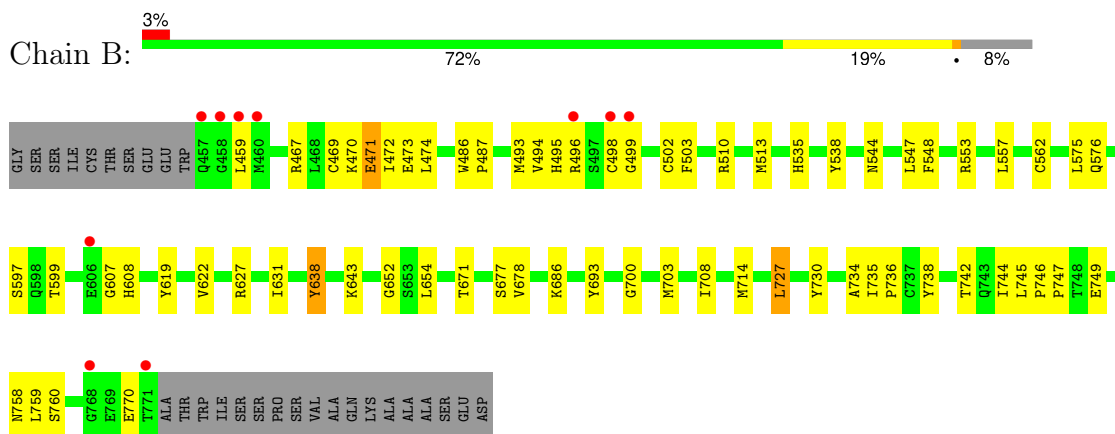 3%
Chain B:
72% 19% • 8%
GLY SER SER ILE CYS THR SER GLU GLU TRP Q457 G458 L459 M460 R467 L468 C469 K470 E471 I472 E473 L474 W486 P487 M493 V494 H495 R496 S497 C498 G499 C502 F503 R510 M513 H535 Y538 N544 L547 F548 R553 L557 C562 L575 Q576
S597 Q598 T599 E606 G607 H608 Y619 V622 R627 I631 Y638 K643 G652 S653 L654 T671 S677 V678 K686 Y693 G700 M703 I708 M714 L727 Y730 A734 I735 P736 C737 Y738 T742 Q743 I744 L745 P746 P747 T748 E749
N758 L759 S760 G768 E769 E770 T771 ALA THR TRP ILE SER SER PRO SER VAL ALA GLN LYS ALA ALA ALA SER GLU ASP